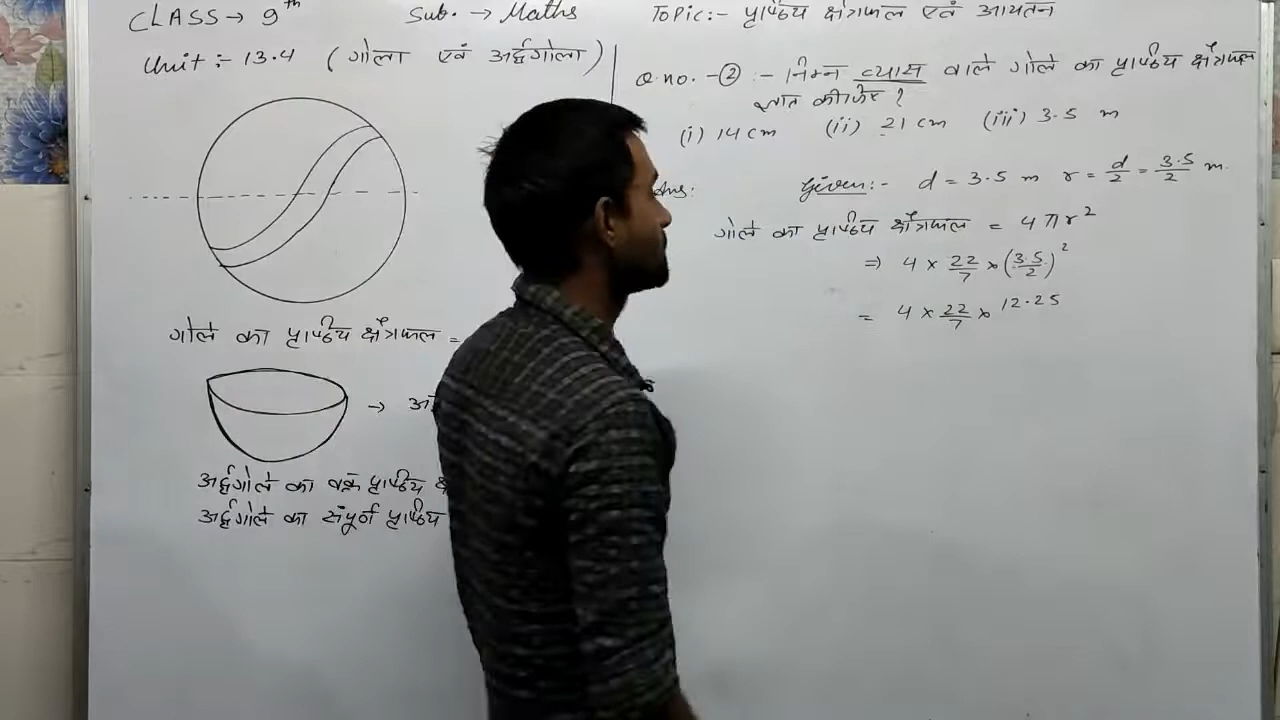 CLASS → 9th Sub. → Maths Topic:- पृष्ठीय क्षेत्रफल एवं आयतन
Unit :- 13.4 (गोला एवं अर्द्धगोला)
गोले का पृष्ठीय क्षेत्रफल =
→
अर्द्धगोले का वक्र पृष्ठीय
अर्द्धगोले का संपूर्ण पृष्ठीय
Q.no. - ② :- निम्न व्यास वाले गोले का पृष्ठीय क्षेत्रफल
ज्ञात कीजिए ?
(i) 14 cm (ii) 21 cm (iii) 3.5 m
Ans: Given:- d = 3.5 m r = d/2 = 3.5/2 m.
गोले का पृष्ठीय क्षेत्रफल = 4πr²
⇒ 4 × 22/7 × (3.5/2)²
= 4 × 22/7 × 12.25